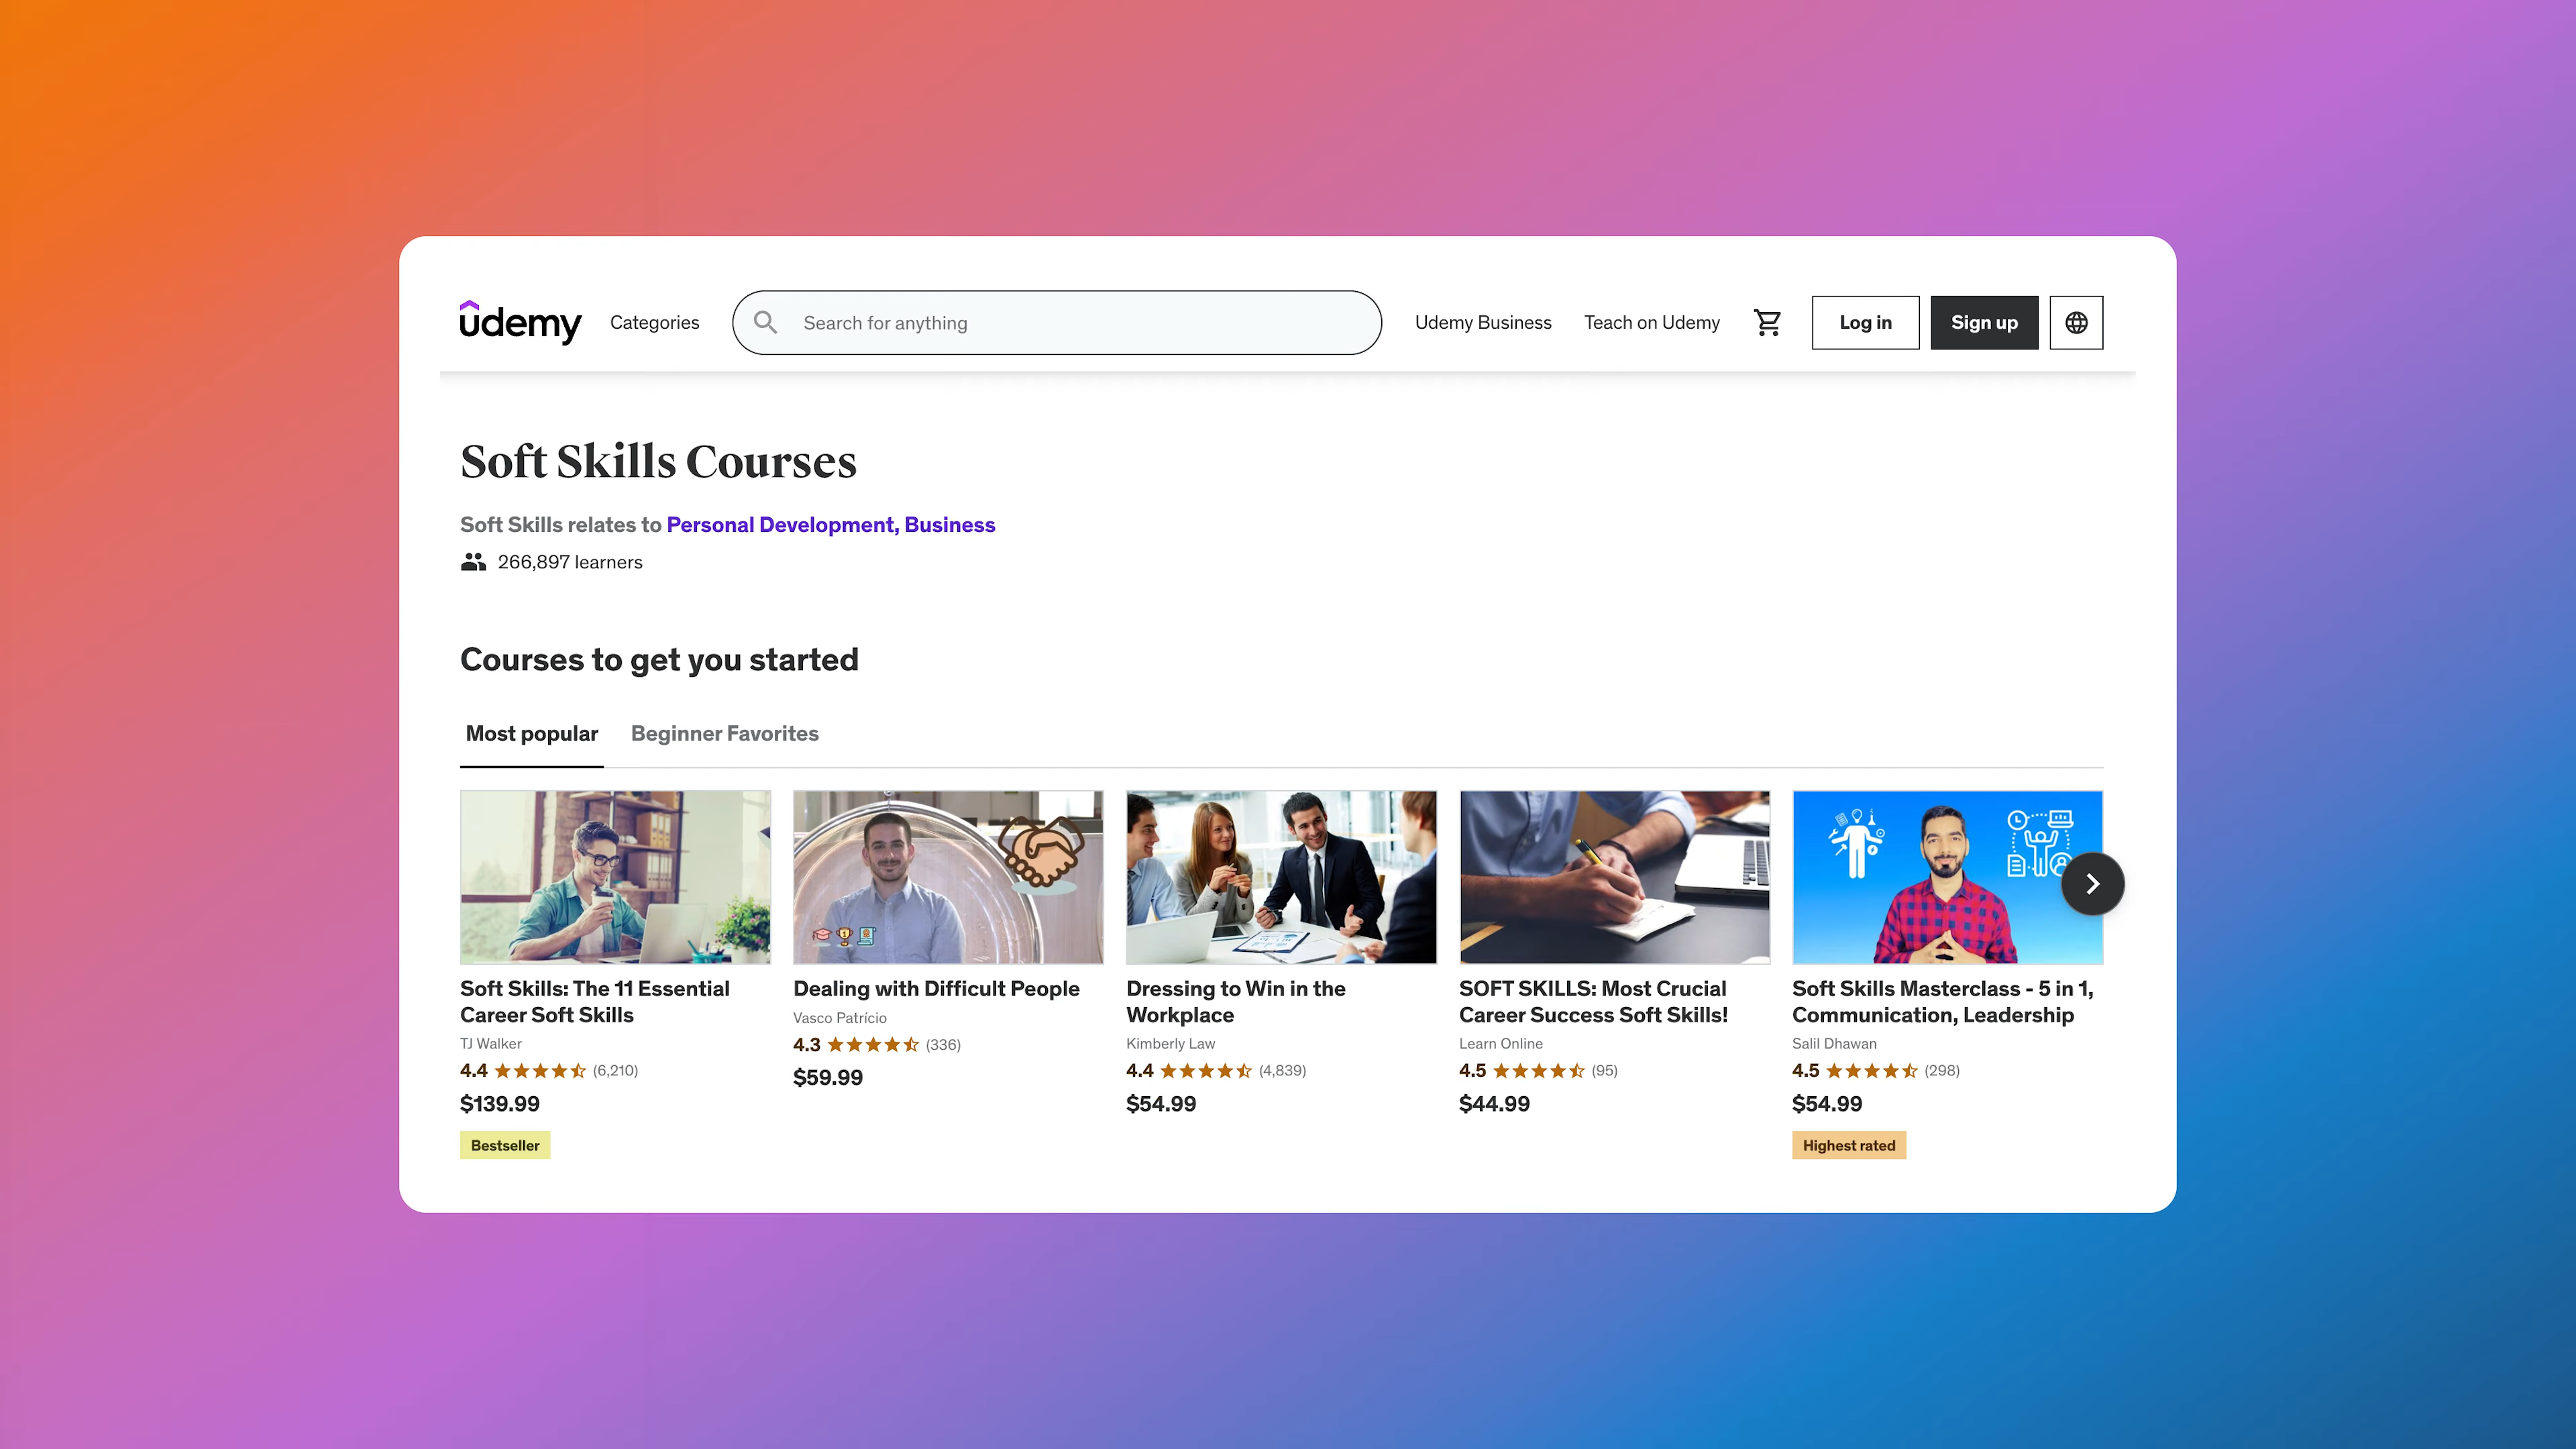 udemy Categories Search for anything Udemy Business Teach on Udemy Log in Sign up
Soft Skills Courses
Soft Skills relates to Personal Development, Business
266,897 learners
Courses to get you started
Most popular Beginner Favorites
Soft Skills: The 11 Essential
Career Soft Skills
TJ Walker
4.4 (6,210)
$139.99
Bestseller
Dealing with Difficult People
Vasco Patrício
4.3 (336)
$59.99
Dressing to Win in the
Workplace
Kimberly Law
4.4 (4,839)
$54.99
SOFT SKILLS: Most Crucial
Career Success Soft Skills!
Learn Online
4.5 (95)
$44.99
Soft Skills Masterclass - 5 in 1,
Communication, Leadership
Salil Dhawan
4.5 (298)
$54.99
Highest rated